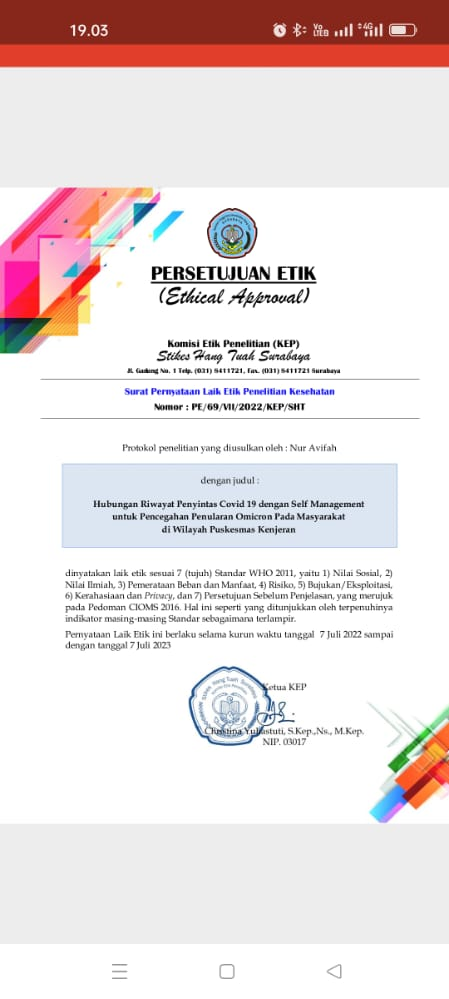 19.03
Vo
LTE
4G
PERSETUJUAN ETIK
(Ethical Approval)
Komisi Etik Penelitian (KEP)
Stikes Hang Tuah Surabaya
Jl. Gadung No. 1 Telp. (031) 8411721, Fax. (031) 8411721 Surabaya
Surat Pernyataan Laik Etik Penelitian Kesehatan
Nomor : PE/69/VII/2022/KEP/SHT
Protokol penelitian yang diusulkan oleh : Nur Avifah
dengan judul :
Hubungan Riwayat Penyintas Covid 19 dengan Self Management
untuk Pencegahan Penularan Omicron Pada Masyarakat
di Wilayah Puskesmas Kenjeran
dinyatakan laik etik sesuai 7 (tujuh) Standar WHO 2011, yaitu 1) Nilai Sosial, 2)
Nilai Ilmiah, 3) Pemerataan Beban dan Manfaat, 4) Risiko, 5) Bujukan/Eksploitasi,
6) Kerahasiaan dan Privacy, dan 7) Persetujuan Sebelum Penjelasan, yang merujuk
pada Pedoman CIOMS 2016. Hal ini seperti yang ditunjukkan oleh terpenuhinya
indikator masing-masing Standar sebagaimana terlampir.
Pernyataan Laik Etik ini berlaku selama kurun waktu tanggal 7 Juli 2022 sampai
dengan tanggal 7 Juli 2023
Ketua KEP
Stikes Hang Tuah Surabaya
Christina Yuliastuti, S.Kep.,Ns., M.Kep.
NIP. 03017